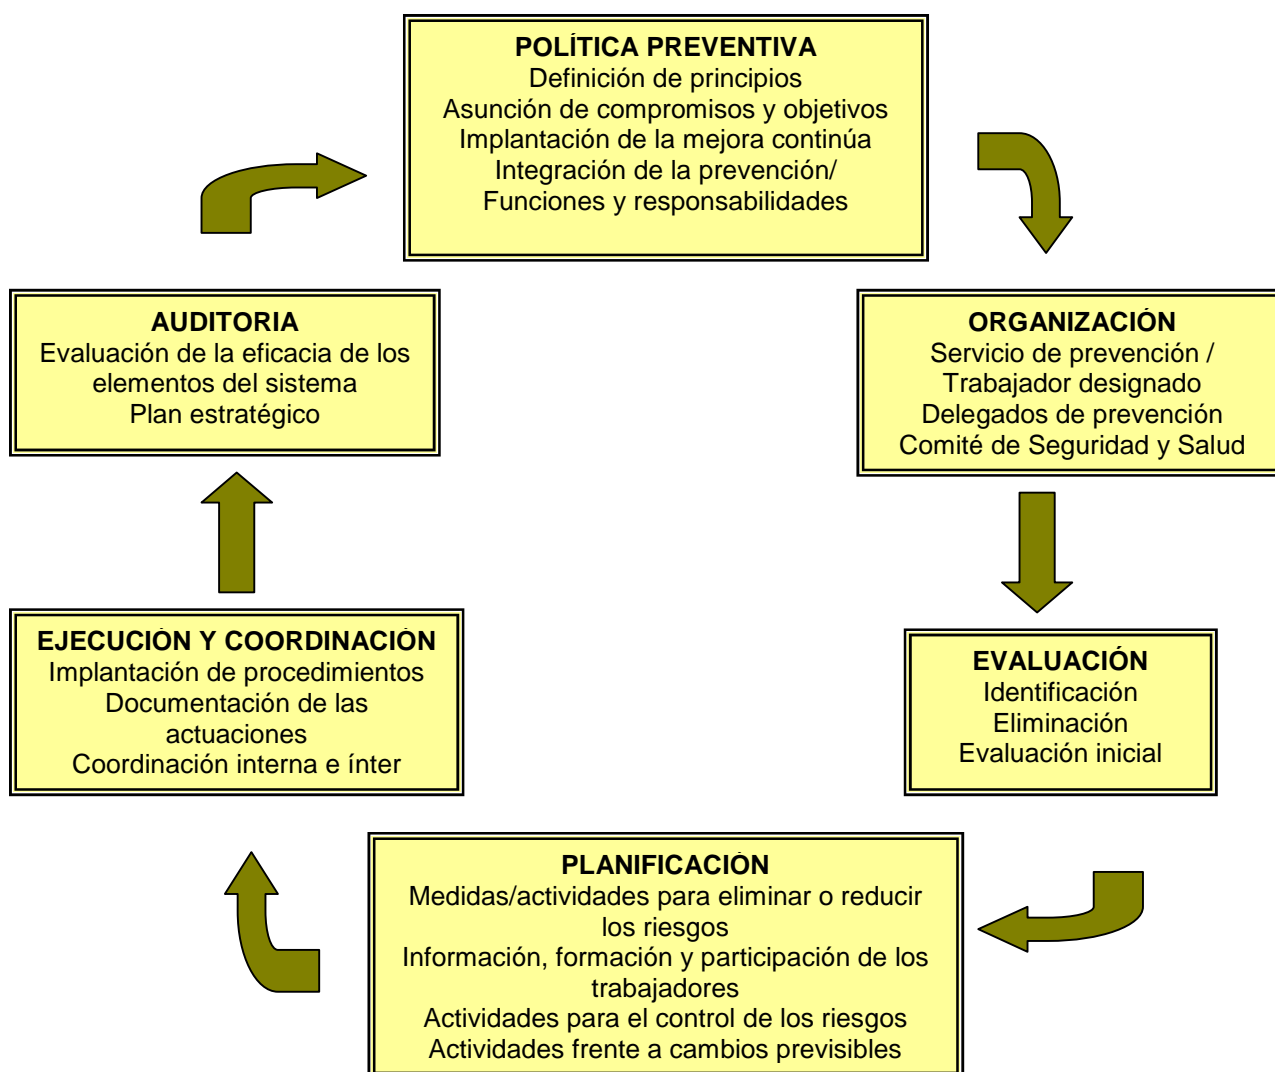 POLÍTICA PREVENTIVA
Definición de principios
Asunción de compromisos y objetivos
Implantación de la mejora continúa
Integración de la prevención/
Funciones y responsabilidades
ORGANIZACIÓN
Servicio de prevención /
Trabajador designado
Delegados de prevención
Comité de Seguridad y Salud
EVALUACIÓN
Identificación
Eliminación
Evaluación inicial
PLANIFICACIÓN
Medidas/actividades para eliminar o reducir
los riesgos
Información, formación y participación de los
trabajadores
Actividades para el control de los riesgos
Actividades frente a cambios previsibles
EJECUCIÓN Y COORDINACIÓN
Implantación de procedimientos
Documentación de las
actuaciones
Coordinación interna e ínter
AUDITORIA
Evaluación de la eficacia de los
elementos del sistema
Plan estratégico